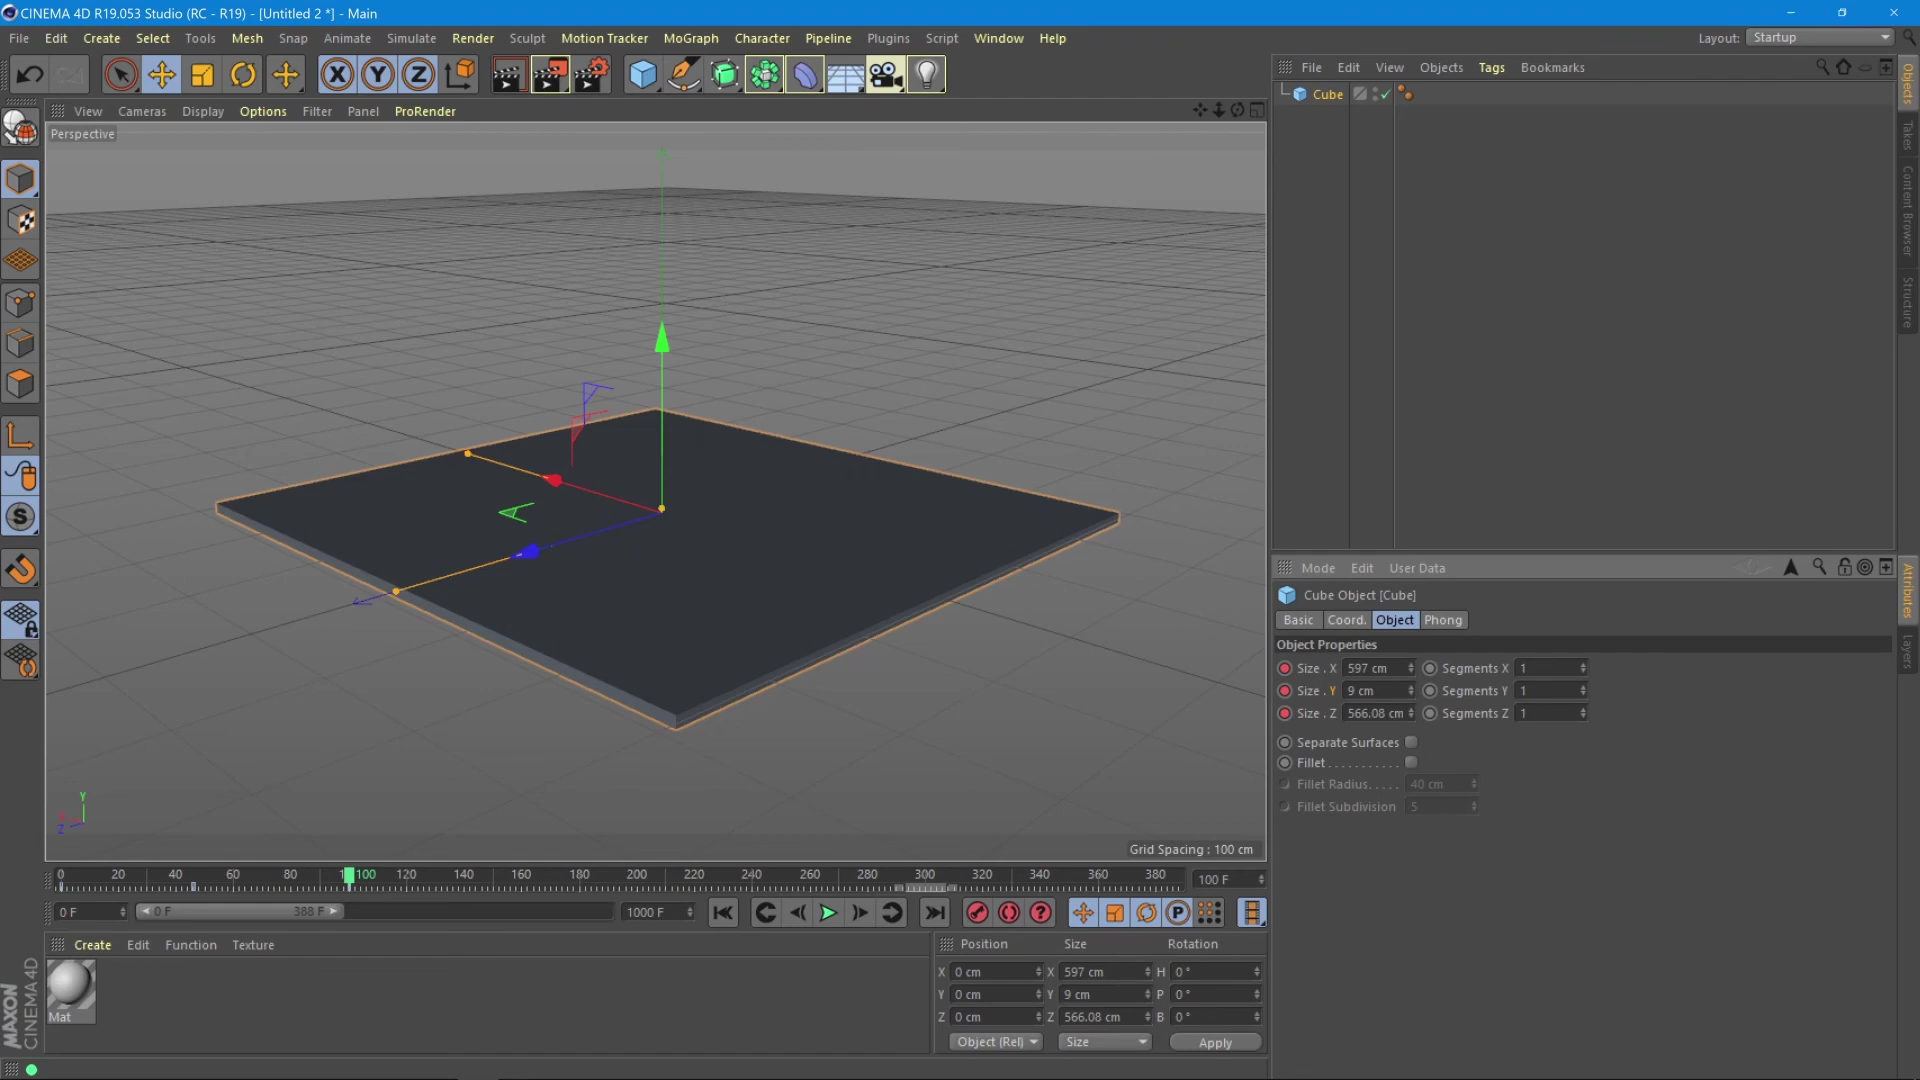 CINEMA 4D R19.053 Studio (RC - R19) - [Untitled 2 *] - Main
File Edit Create Select Tools Mesh Snap Animate Simulate Render Sculpt Motion Tracker MoGraph Character Pipeline Plugins Script Window Help Layout: Startup
X Y Z
View Cameras Display Options Filter Panel ProRender
Perspective
File Edit View Objects Tags Bookmarks
Cube
Objects
Takes
Content Browser
Structure
Mode Edit User Data
Cube Object [Cube]
Basic Coord. Object Phong
Object Properties
Size . X 597 cm Segments X 1
Size . Y 9 cm Segments Y 1
Size . Z 566.08 cm Segments Z 1
Separate Surfaces
Fillet . . . . . . . . . . .
Fillet Radius. . . . . 40 cm
Fillet Subdivision 5
Attributes
Layers
S
Y
Z
Grid Spacing : 100 cm
0 20 40 60 80 100 120 140 160 180 200 220 240 260 280 300 320 340 360 380 100 F
0 F 0 F 388 F 1000 F ? P
Create Edit Function Texture
Mat
Position Size Rotation
X 0 cm X 597 cm H 0 °
Y 0 cm Y 9 cm P 0 °
Z 0 cm Z 566.08 cm B 0 °
Object (Rel) Size Apply
MAXON
CINEMA 4D